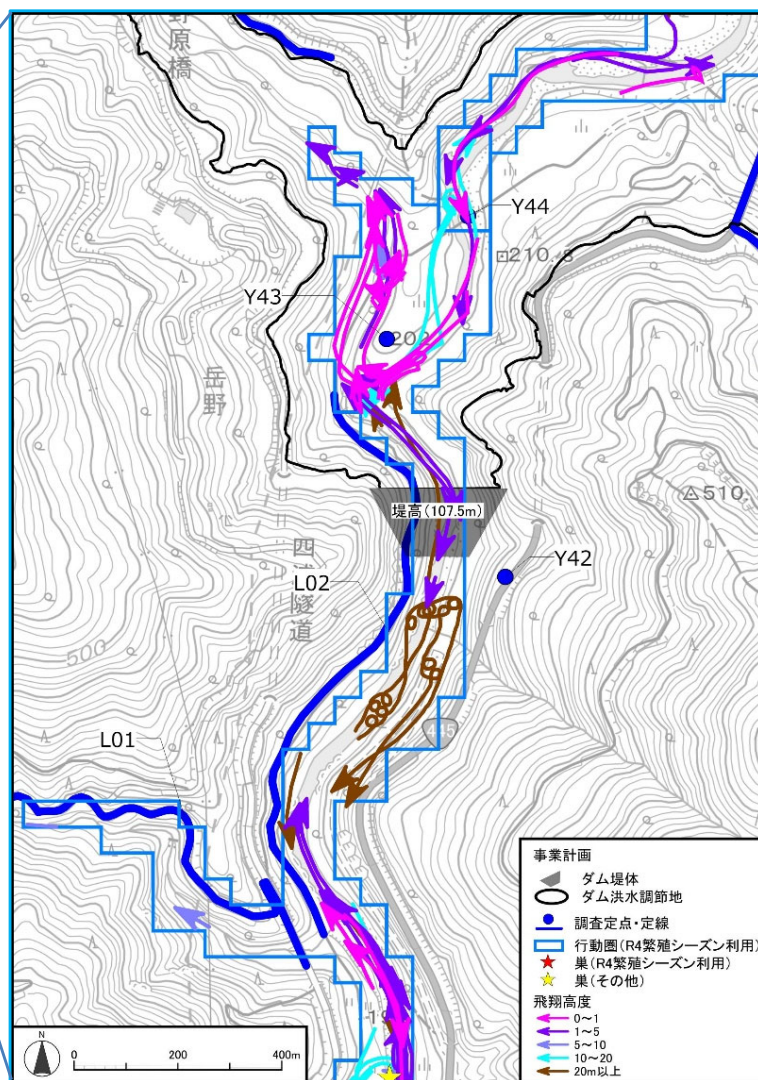 野原橋
Y44
210.8
Y43
202
岳野
510.
堤高(107.5m)
四浦隧道
Y42
L02
500
445
L01
事業計画
ダム堤体
ダム洪水調節地
調査定点・定線
行動圏(R4繁殖シーズン利用)
巣(R4繁殖シーズン利用)
巣(その他)
飛翔高度
0～1
1～5
5～10
10～20
20m以上
N
0 200 400m